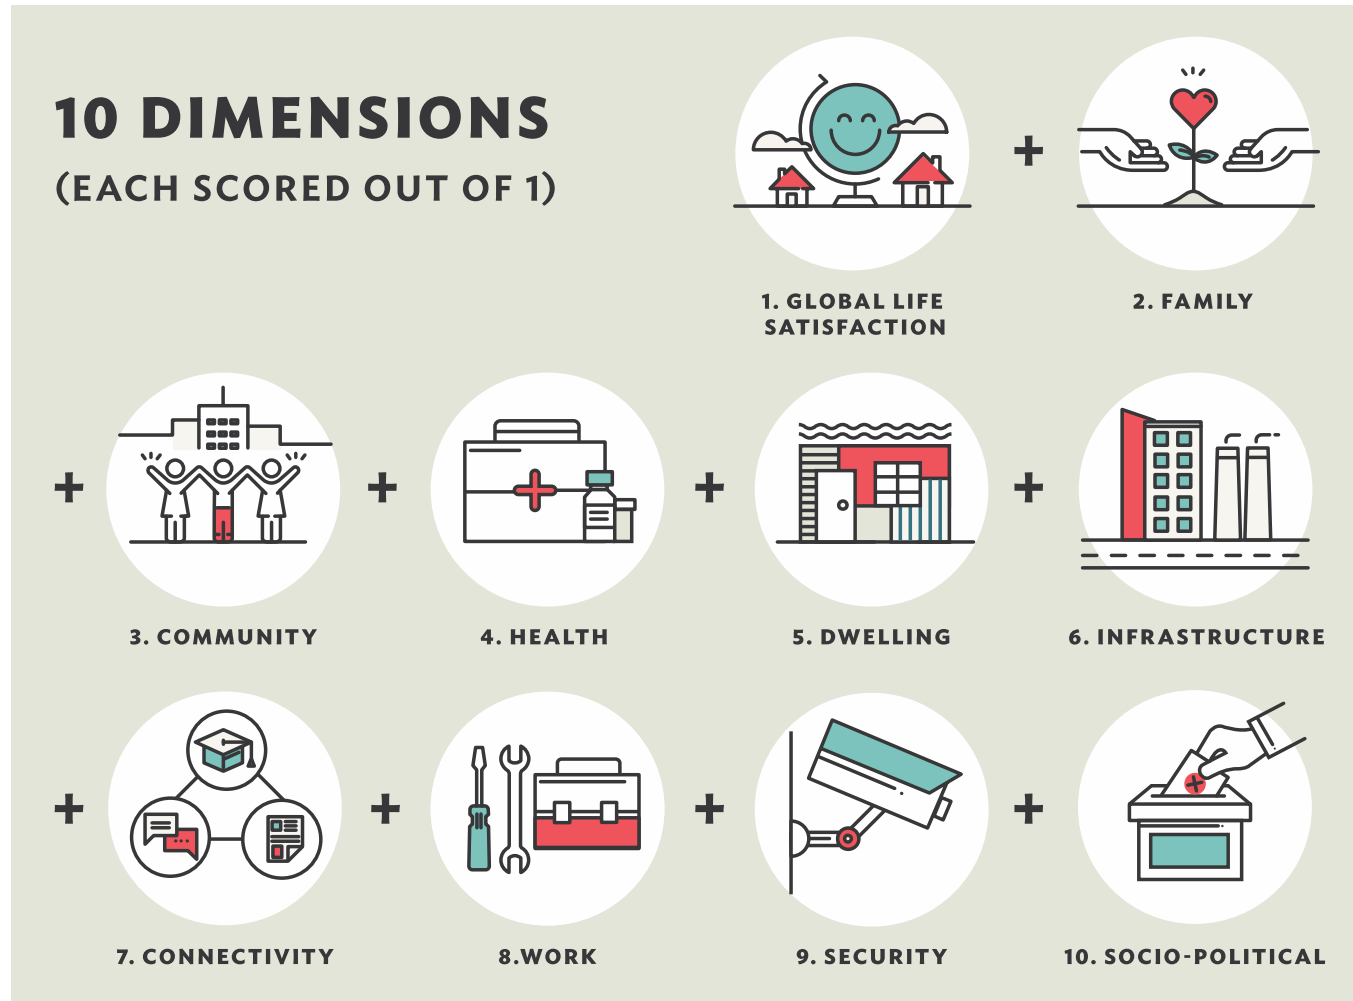 10 DIMENSIONS
(EACH SCORED OUT OF 1)
1. GLOBAL LIFE
SATISFACTION
+
2. FAMILY
+
3. COMMUNITY
+
4. HEALTH
+
5. DWELLING
+
6. INFRASTRUCTURE
+
7. CONNECTIVITY
+
8.WORK
+
9. SECURITY
+
10. SOCIO-POLITICAL